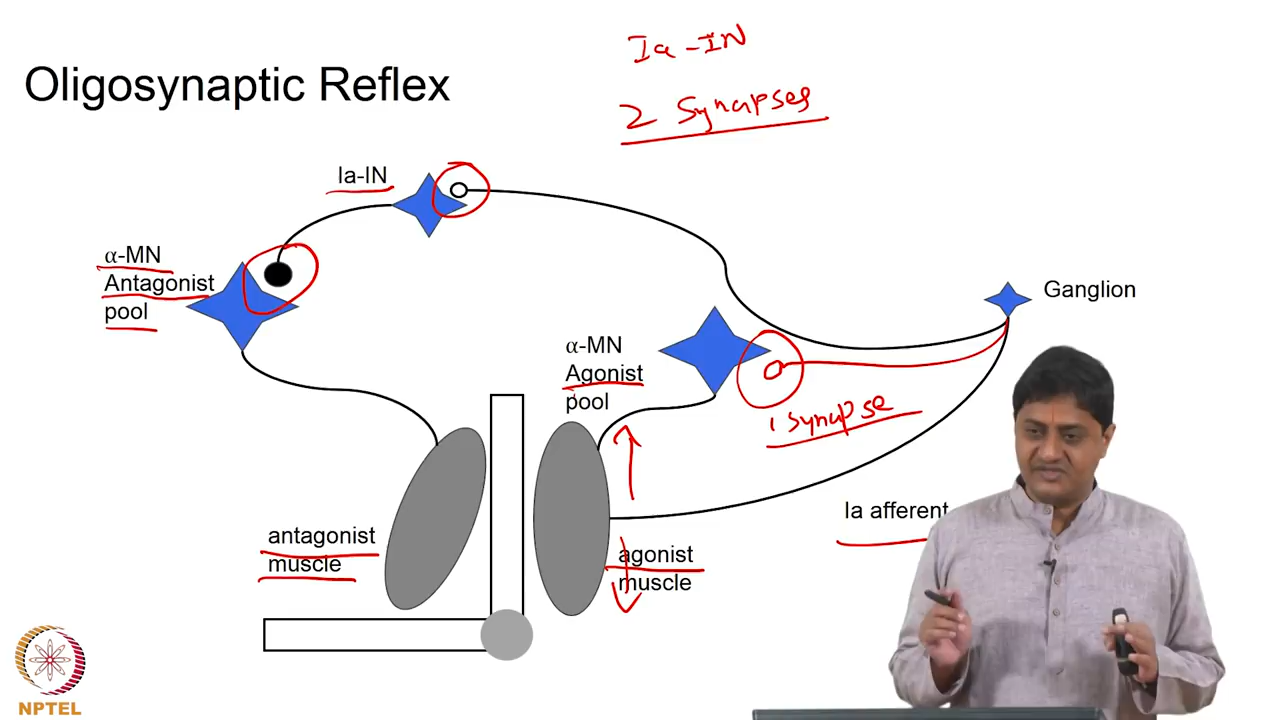 Ia-IN
2 Synapses
Oligosynaptic Reflex
Ia-IN
α-MN
Antagonist
pool
Ganglion
α-MN
Agonist
pool
1 synapse
Ia afferent
antagonist
muscle
agonist
muscle
NPTEL